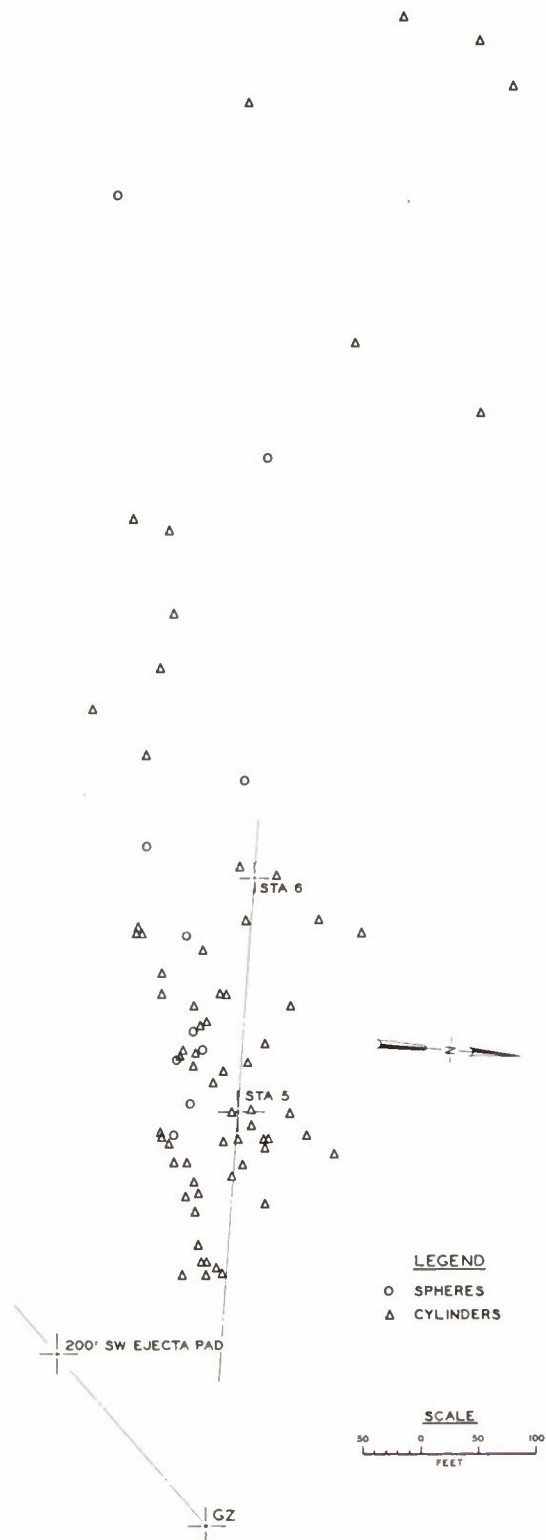 STA 6
N
STA 5
LEGEND
SPHERES
CYLINDERS
200' SW EJECTA PAD
SCALE
50 0 50 100
FEET
GZ